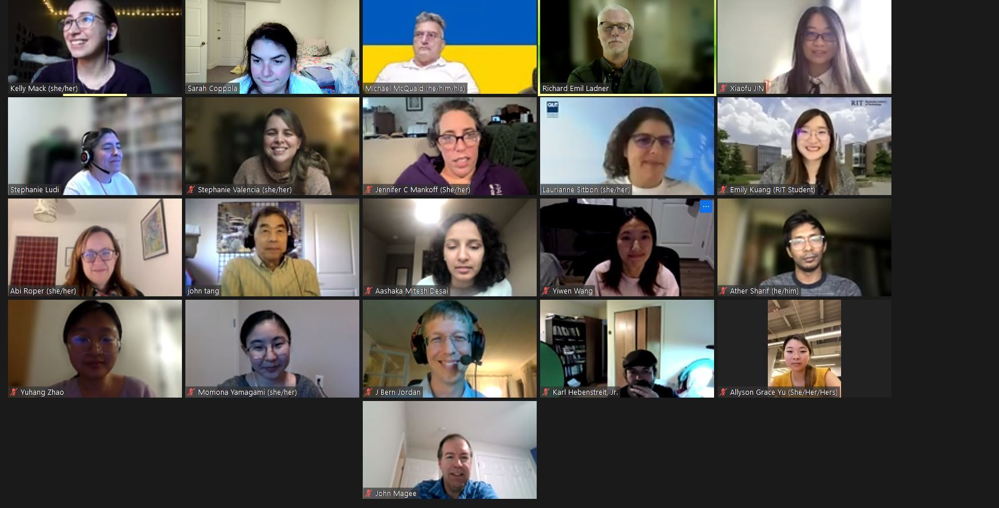 Kelly Mack (she/her)
Sarah Coppola
Michael McQuaid (he/him/his)
Richard Emil Ladner
Xiaofu JIN
Stephanie Ludi
Stephanie Valencia (she/her)
Jennifer C Mankoff (She/her)
QUT
Laurianne Sitbon (she/her)
RIT
Emily Kuang (RIT Student)
Abi Roper (she/her)
john tang
Aashaka Mitesh Desai
Yiwen Wang
Ather Sharif (he/him)
Yuhang Zhao
Momona Yamagami (she/her)
J Bern Jordan
Karl Hebenstreit, Jr.
Allyson Grace Yu (She/Her/Hers)
John Magee